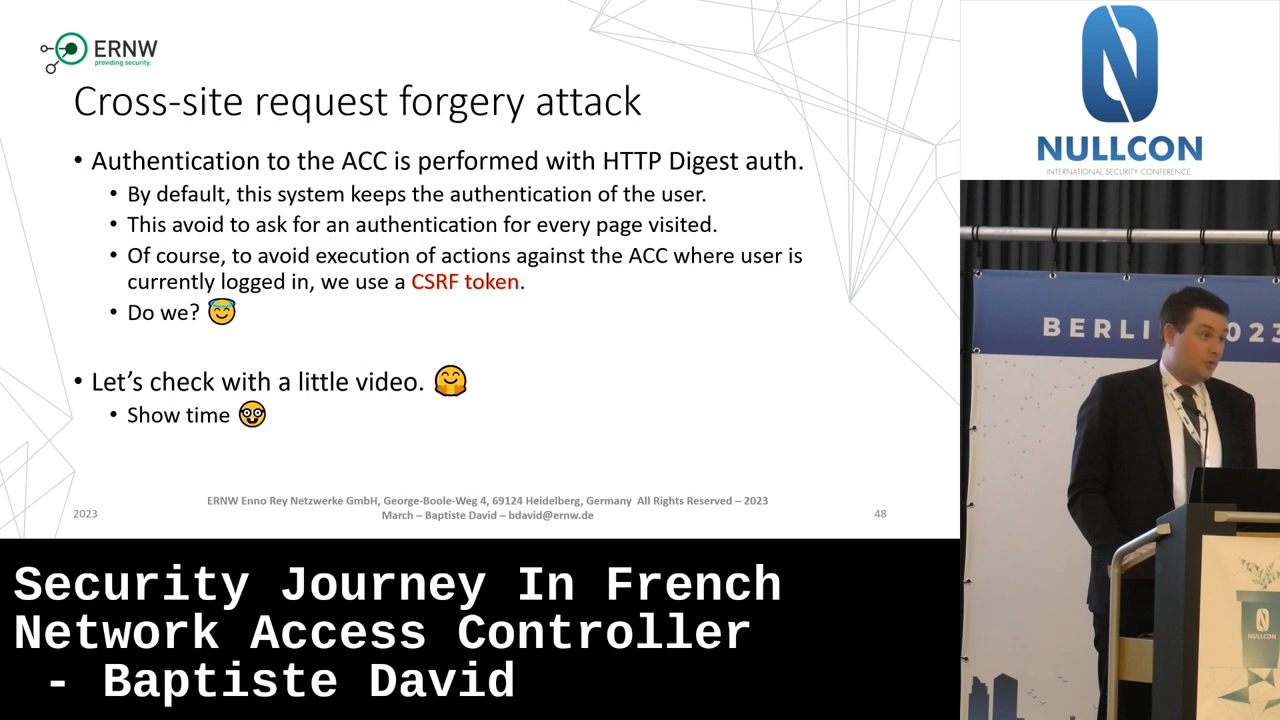 ERNW
providing security.
Cross-site request forgery attack
• Authentication to the ACC is performed with HTTP Digest auth.
• By default, this system keeps the authentication of the user.
• This avoid to ask for an authentication for every page visited.
• Of course, to avoid execution of actions against the ACC where user is
currently logged in, we use a CSRF token.
• Do we? 😇
• Let's check with a little video. 🤗
• Show time 🤓
ERNW Enno Rey Netzwerke GmbH, George-Boole-Weg 4, 69124 Heidelberg, Germany All Rights Reserved – 2023
March – Baptiste David – bdavid@ernw.de
2023
48
NULLCON
INTERNATIONAL SECURITY CONFERENCE
BERLI 023
NULLCON
Security Journey In French
Network Access Controller
- Baptiste David